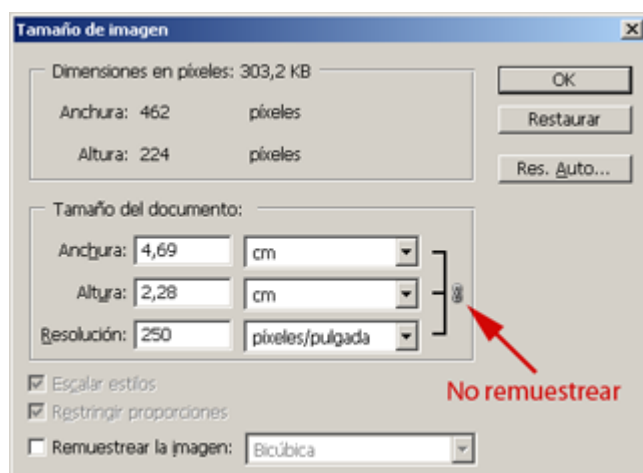 Tamaño de imagen
Dimensiones en píxeles: 303,2 KB
OK
Anchura: 462 píxeles
Restaurar
Altura: 224 píxeles
Res. Auto...
Tamaño del documento:
Anchura: 4,69 cm
Altura: 2,28 cm
Resolución: 250 píxeles/pulgada
No remuestrear
Escalar estilos
Restringir proporciones
Remuestrear la imagen: Bicúbica